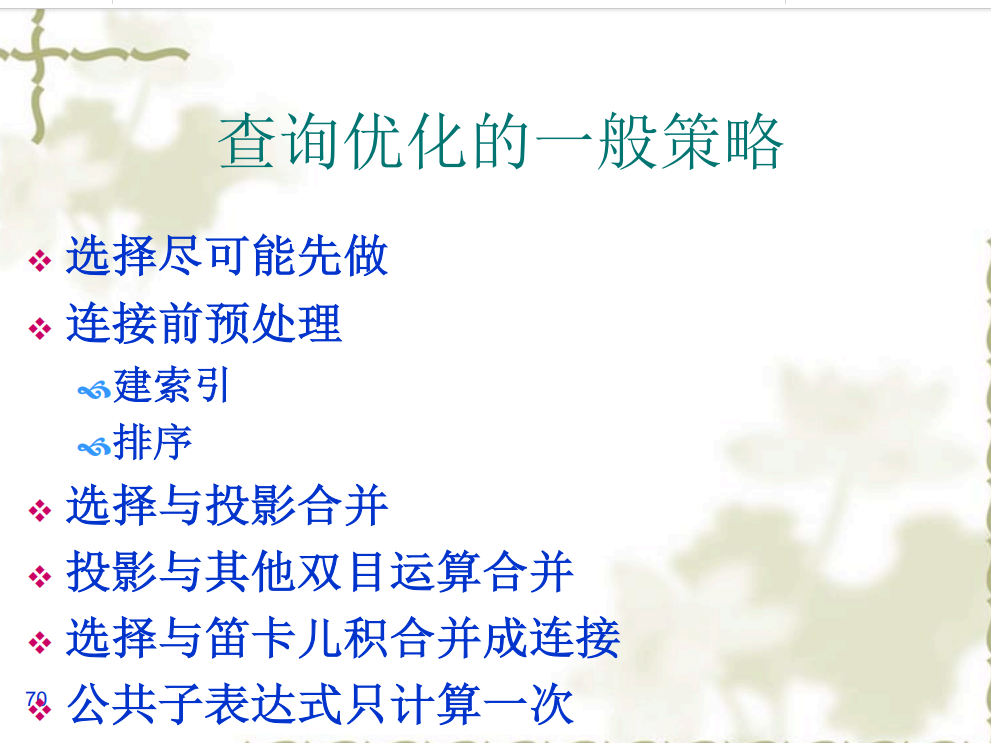 查询优化的一般策略
选择尽可能先做
连接前预处理
建索引
排序
选择与投影合并
投影与其他双目运算合并
选择与笛卡儿积合并成连接
公共子表达式只计算一次
70